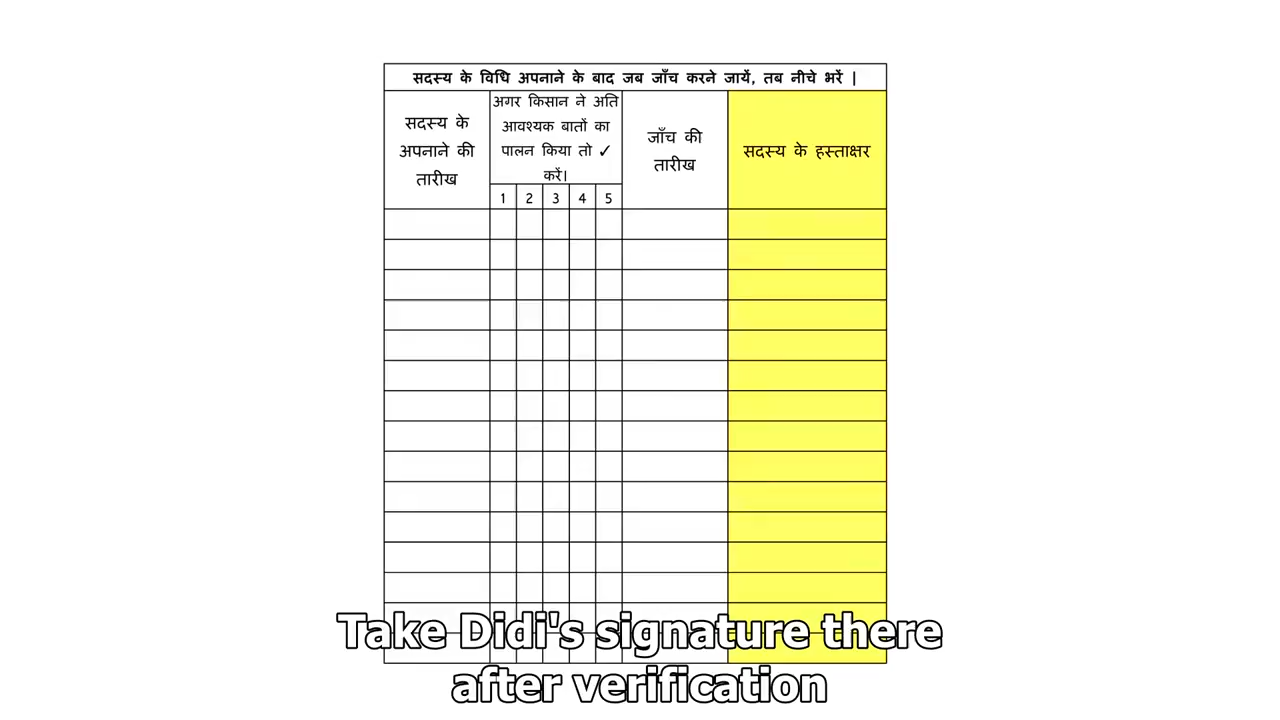 सदस्य के विधि अपनाने के बाद जब जाँच करने जायें, तब नीचे भरें |
सदस्य के
अपनाने की
तारीख
अगर किसान ने अति
आवश्यक बातों का
पालन किया तो ✓
करें।
1 2 3 4 5
जाँच की
तारीख
सदस्य के हस्ताक्षर
Take Didi's signature there
after verification